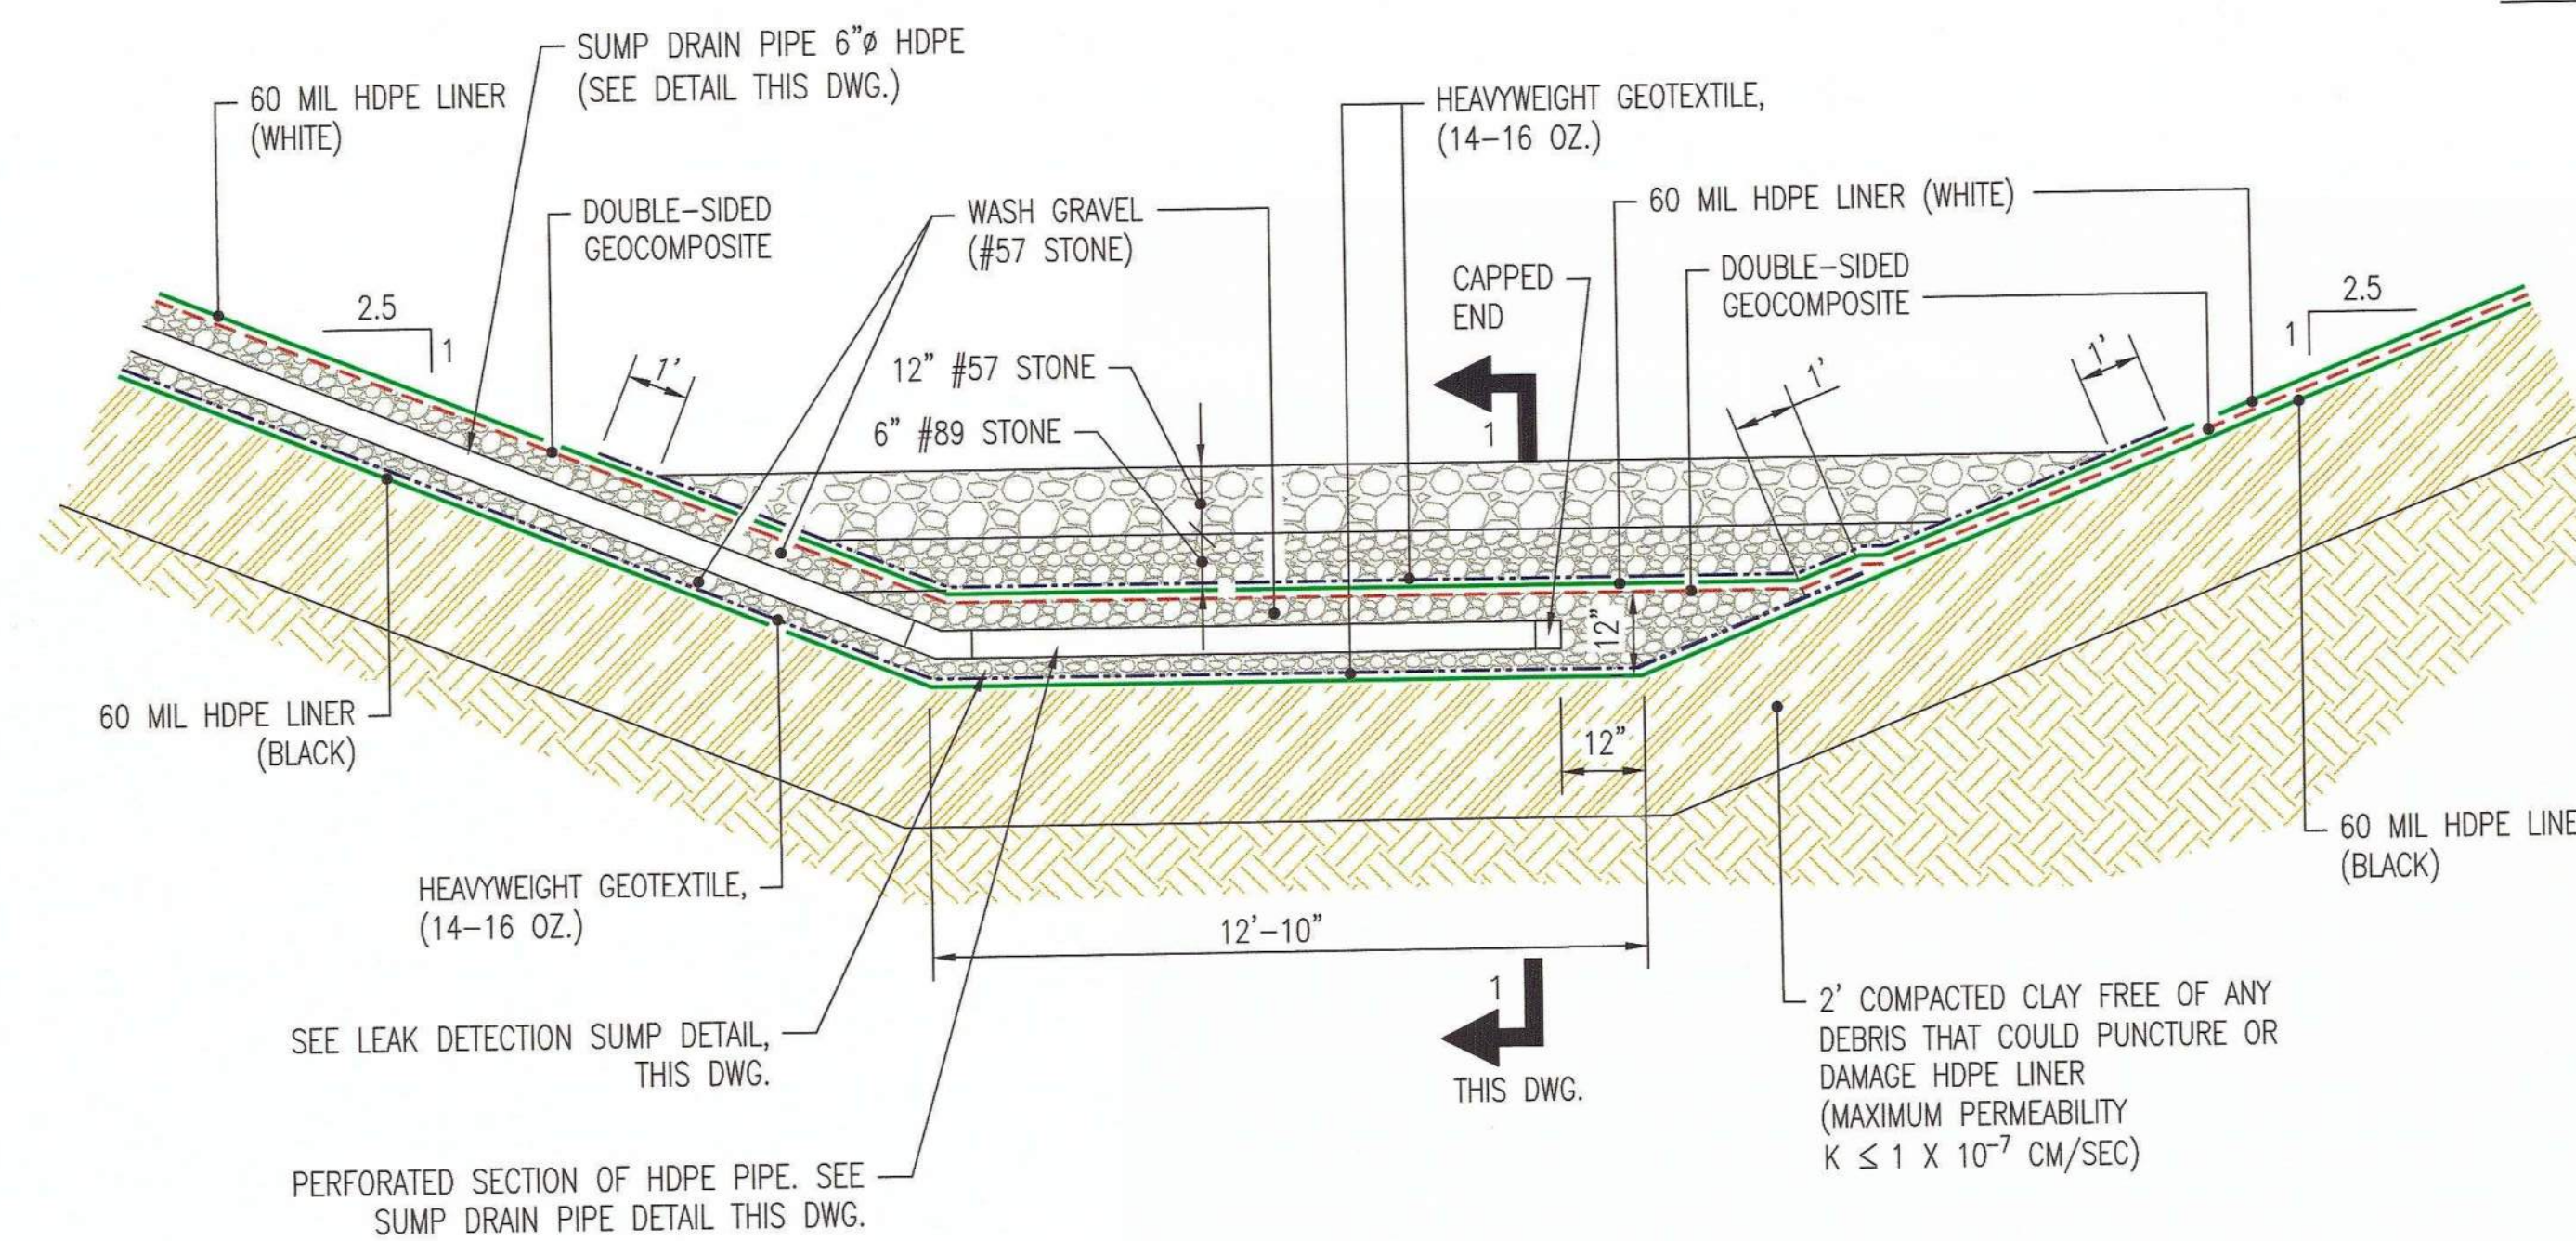 SUMP DRAIN PIPE 6"ø HDPE
(SEE DETAIL THIS DWG.)
60 MIL HDPE LINER
(WHITE)
HEAVYWEIGHT GEOTEXTILE,
(14-16 OZ.)
DOUBLE-SIDED
GEOCOMPOSITE
WASH GRAVEL
(#57 STONE)
60 MIL HDPE LINER (WHITE)
CAPPED
END
DOUBLE-SIDED
GEOCOMPOSITE
2.5
1
2.5
1
1'
1'
1'
12" #57 STONE
6" #89 STONE
1
12"
12"
60 MIL HDPE LINER
(BLACK)
60 MIL HDPE LINE
(BLACK)
HEAVYWEIGHT GEOTEXTILE,
(14-16 OZ.)
12'-10"
SEE LEAK DETECTION SUMP DETAIL,
THIS DWG.
1
THIS DWG.
2' COMPACTED CLAY FREE OF ANY
DEBRIS THAT COULD PUNCTURE OR
DAMAGE HDPE LINER
(MAXIMUM PERMEABILITY
K ≤ 1 X 10⁻⁷ CM/SEC)
PERFORATED SECTION OF HDPE PIPE. SEE
SUMP DRAIN PIPE DETAIL THIS DWG.